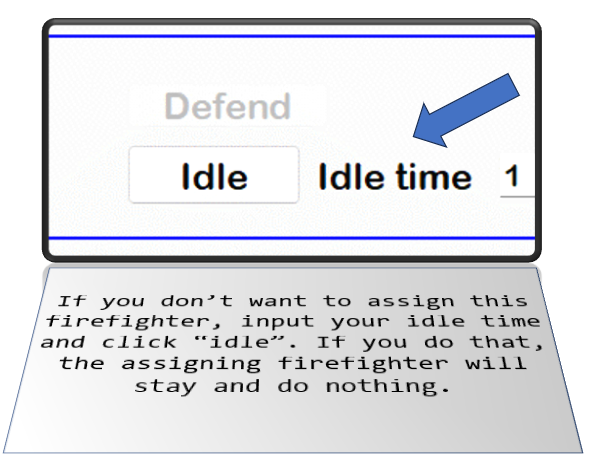 Defend
Idle Idle time 1
If you don’t want to assign this
firefighter, input your idle time
and click “idle”. If you do that,
the assigning firefighter will
stay and do nothing.